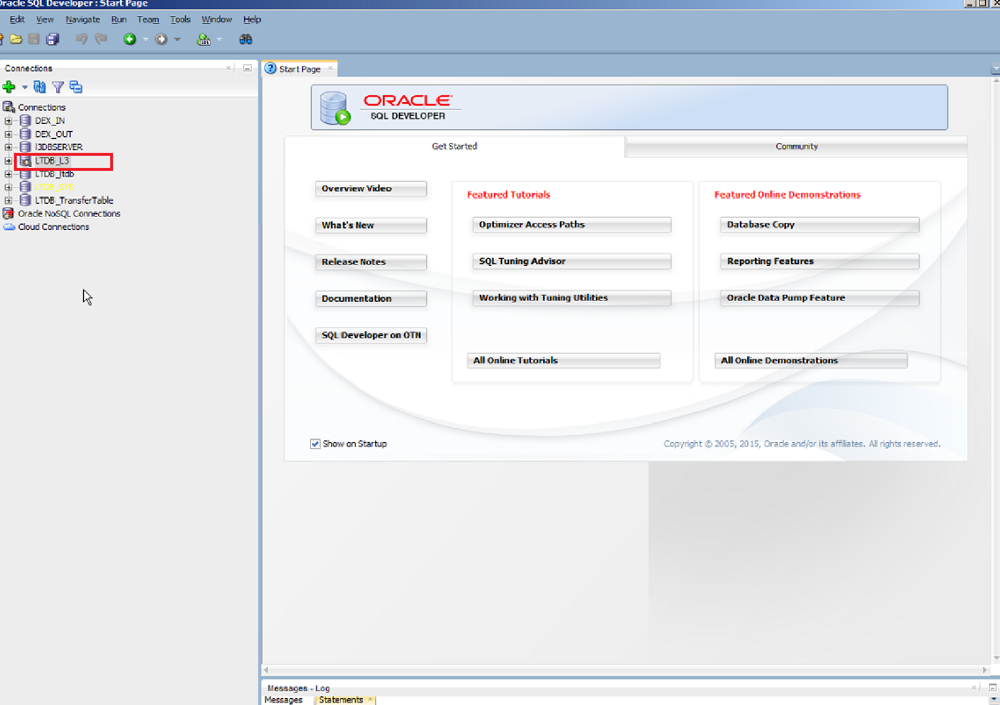 Oracle SQL Developer : Start Page
Edit View Navigate Run Team Tools Window Help
Connections
Start Page
Connections
DEX_IN
DEX_OUT
I3DBSERVER
LTDB_L3
LTDB_ltdb
LTDB_SYS
LTDB_TransferTable
Oracle NoSQL Connections
Cloud Connections
ORACLE
SQL DEVELOPER
Get Started
Community
Overview Video
What's New
Release Notes
Documentation
SQL Developer on OTN
Featured Tutorials
Optimizer Access Paths
SQL Tuning Advisor
Working with Tuning Utilities
All Online Tutorials
Featured Online Demonstrations
Database Copy
Reporting Features
Oracle Data Pump Feature
All Online Demonstrations
Show on Startup
Copyright © 2005, 2015, Oracle and/or its affiliates. All rights reserved.
Messages - Log
Messages Statements